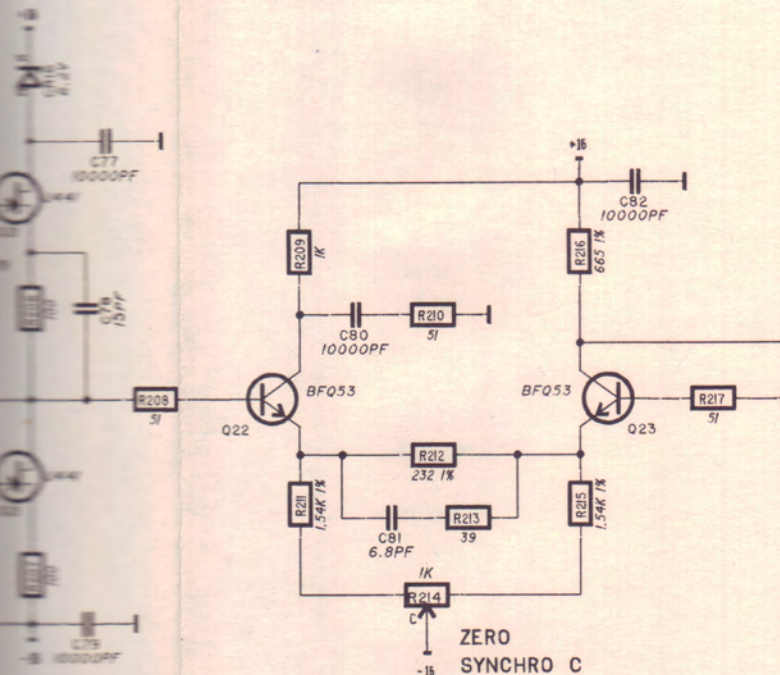 C77
10000PF
+16
C82
10000PF
R209
1K
R216
665 1%
C78
15PF
C80
10000PF
R210
51
R208
51
BFQ53
Q22
BFQ53
Q23
R217
51
R212
232 1%
R211
1,54K 1%
C81
6.8PF
R213
39
R215
1,54K 1%
1K
R214
C
-16
ZERO
SYNCHRO C
C79
10000PF
-16